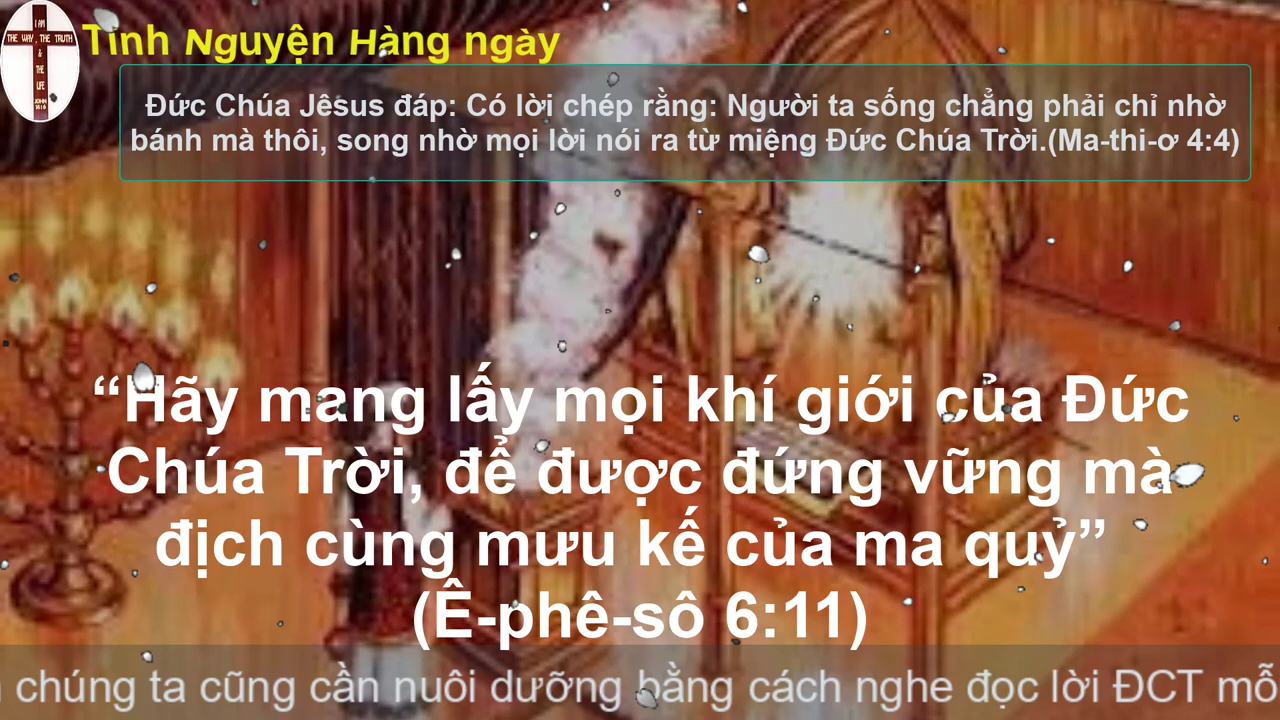 I AM
THE WAY, THE TRUTH
&
THE
LIFE
JOHN
Tĩnh Nguyện Hàng ngày
Đức Chúa Jêsus đáp: Có lời chép rằng: Người ta sống chẳng phải chỉ nhờ
bánh mà thôi, song nhờ mọi lời nói ra từ miệng Đức Chúa Trời.(Ma-thi-ơ 4:4)
“Hãy mang lấy mọi khí giới của Đức
Chúa Trời, để được đứng vững mà
địch cùng mưu kế của ma quỷ”
(Ê-phê-sô 6:11)
chúng ta cũng cần nuôi dưỡng bằng cách nghe đọc lời ĐCT mỗ